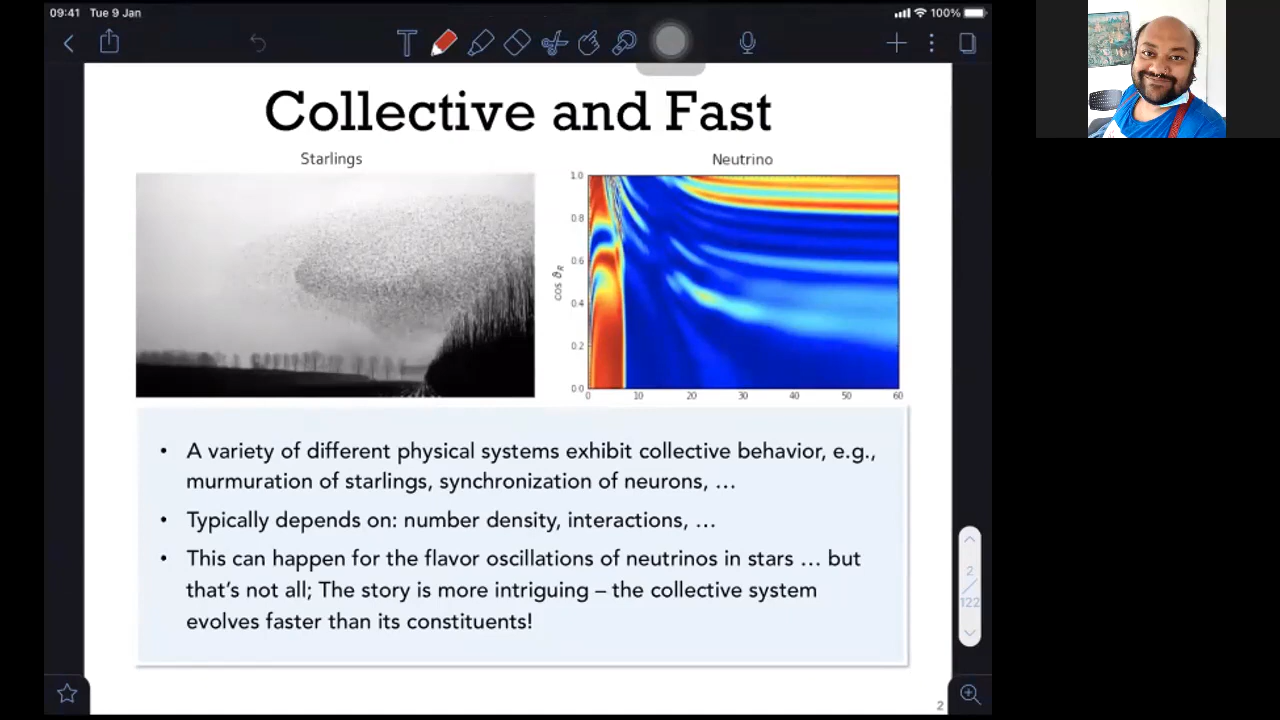 09:41 Tue 9 Jan
100%
Collective and Fast
Starlings
Neutrino
1.0
0.8
0.6
0.4
0.2
0.0
cos ϑR
0 10 20 30 40 50 60
• A variety of different physical systems exhibit collective behavior, e.g.,
murmuration of starlings, synchronization of neurons, …
• Typically depends on: number density, interactions, …
• This can happen for the flavor oscillations of neutrinos in stars … but
that's not all; The story is more intriguing – the collective system
evolves faster than its constituents!
2
/
122
2